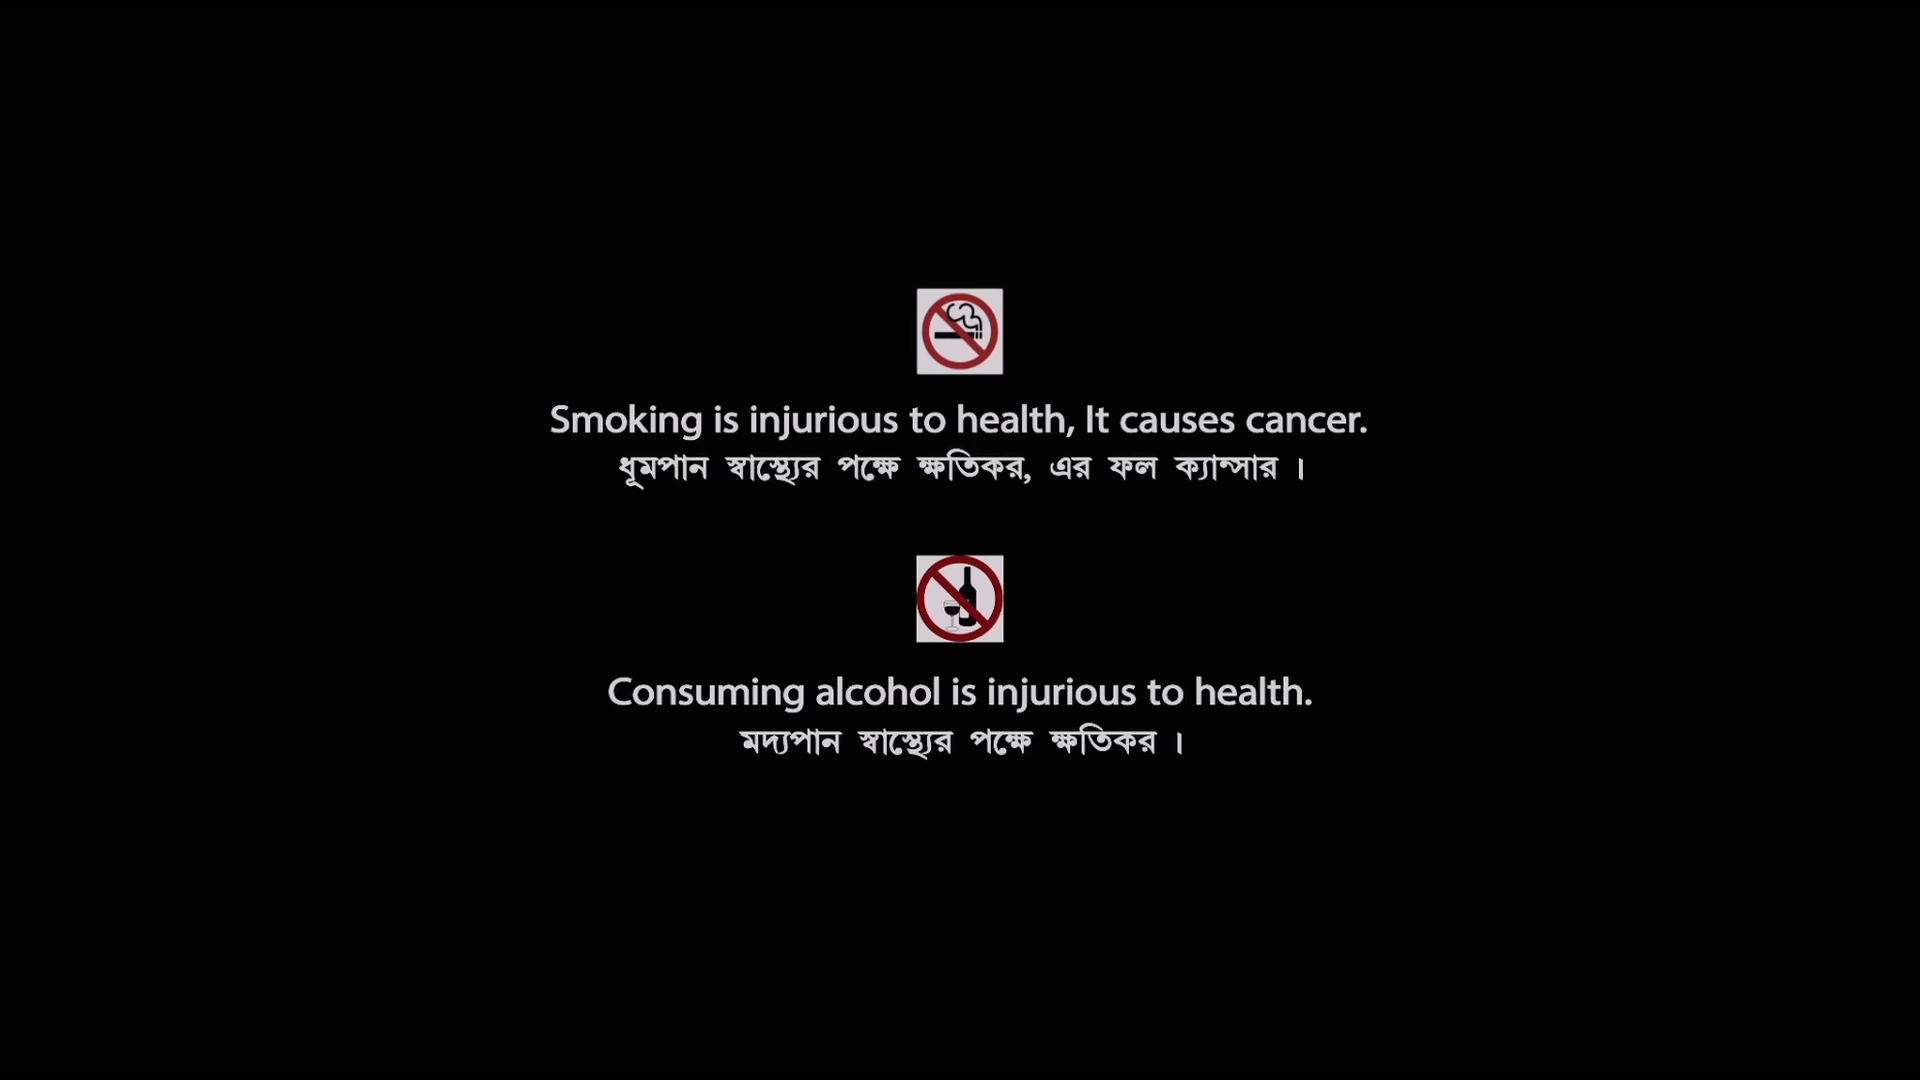 Smoking is injurious to health, It causes cancer.
ধূমপান স্বাস্থ্যের পক্ষে ক্ষতিকর, এর ফল ক্যান্সার ।
Consuming alcohol is injurious to health.
মদ্যপান স্বাস্থ্যের পক্ষে ক্ষতিকর ।